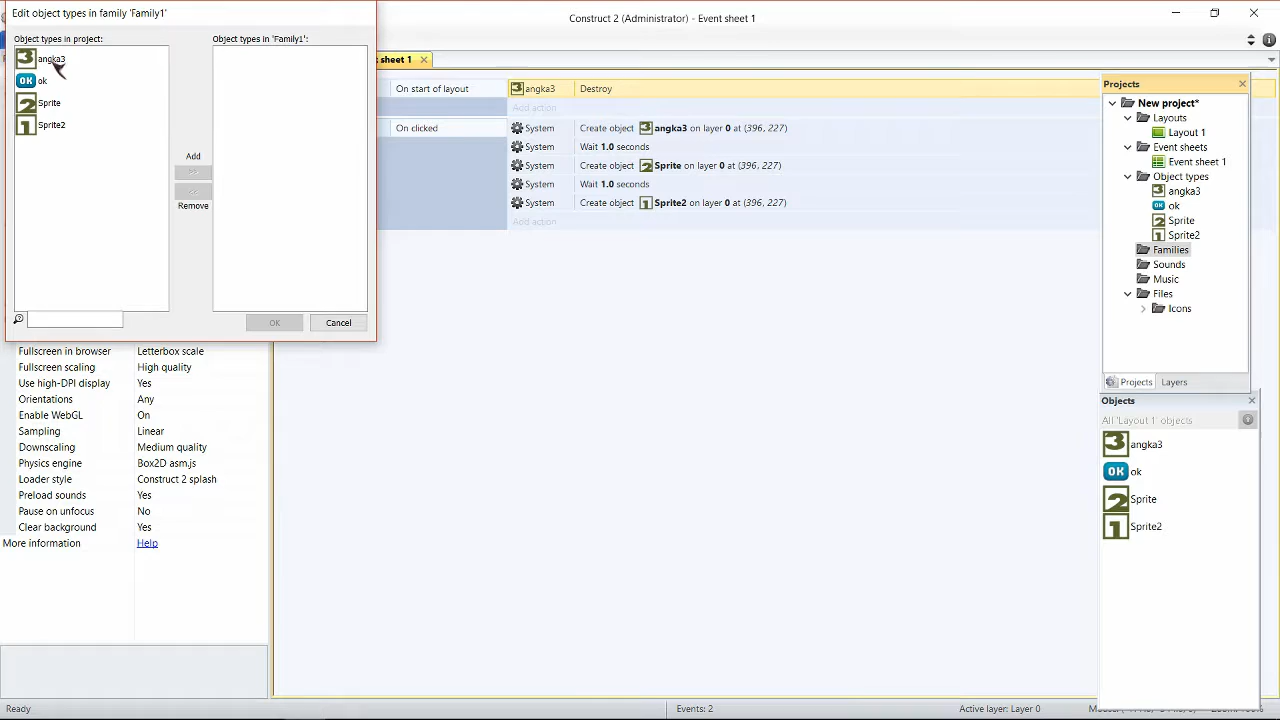 Edit object types in family 'Family1'
Construct 2 (Administrator) - Event sheet 1
Object types in project:
Object types in 'Family1':
angka3
ok
Sprite
Sprite2
Add
>>
<<
Remove
OK
Cancel
sheet 1
On start of layout
angka3
Destroy
Add action
On clicked
System
Create object angka3 on layer 0 at (396, 227)
System
Wait 1.0 seconds
System
Create object Sprite on layer 0 at (396, 227)
System
Wait 1.0 seconds
System
Create object Sprite2 on layer 0 at (396, 227)
Add action
Fullscreen in browser Letterbox scale
Fullscreen scaling High quality
Use high-DPI display Yes
Orientations Any
Enable WebGL On
Sampling Linear
Downscaling Medium quality
Physics engine Box2D asm.js
Loader style Construct 2 splash
Preload sounds Yes
Pause on unfocus No
Clear background Yes
More information Help
Projects
New project*
Layouts
Layout 1
Event sheets
Event sheet 1
Object types
angka3
ok
Sprite
Sprite2
Families
Sounds
Music
Files
Icons
Projects Layers
Objects
All 'Layout 1' objects
angka3
OK ok
Sprite
Sprite2
Ready
Events: 2
Active layer: Layer 0